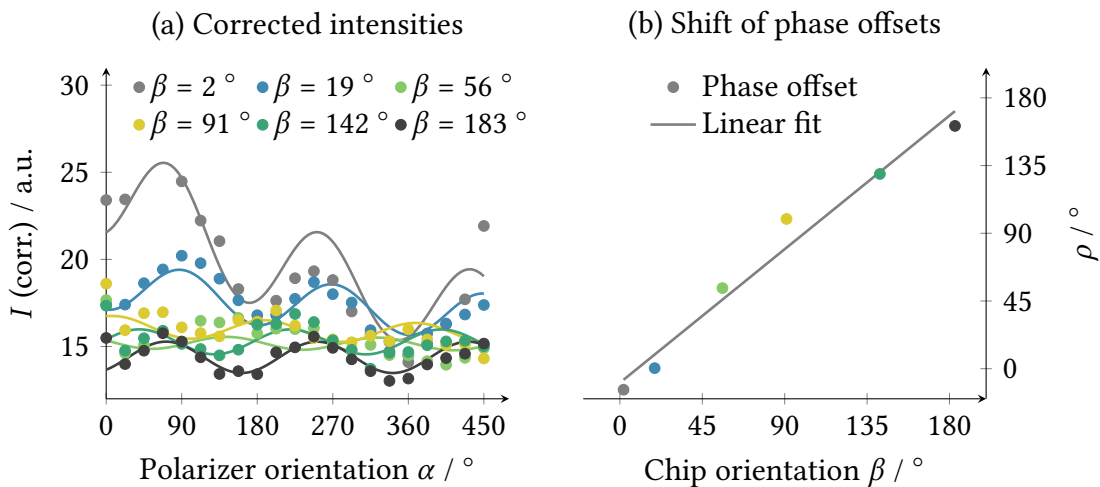 (a) Corrected intensities
(b) Shift of phase offsets
β = 2 ° β = 19 ° β = 56 °
β = 91 ° β = 142 ° β = 183 °
I (corr.) / a.u.
30
25
20
15
0 90 180 270 360 450
Polarizer orientation α / °
Phase offset
Linear fit
180
135
90
45
0
ρ / °
0 45 90 135 180
Chip orientation β / °